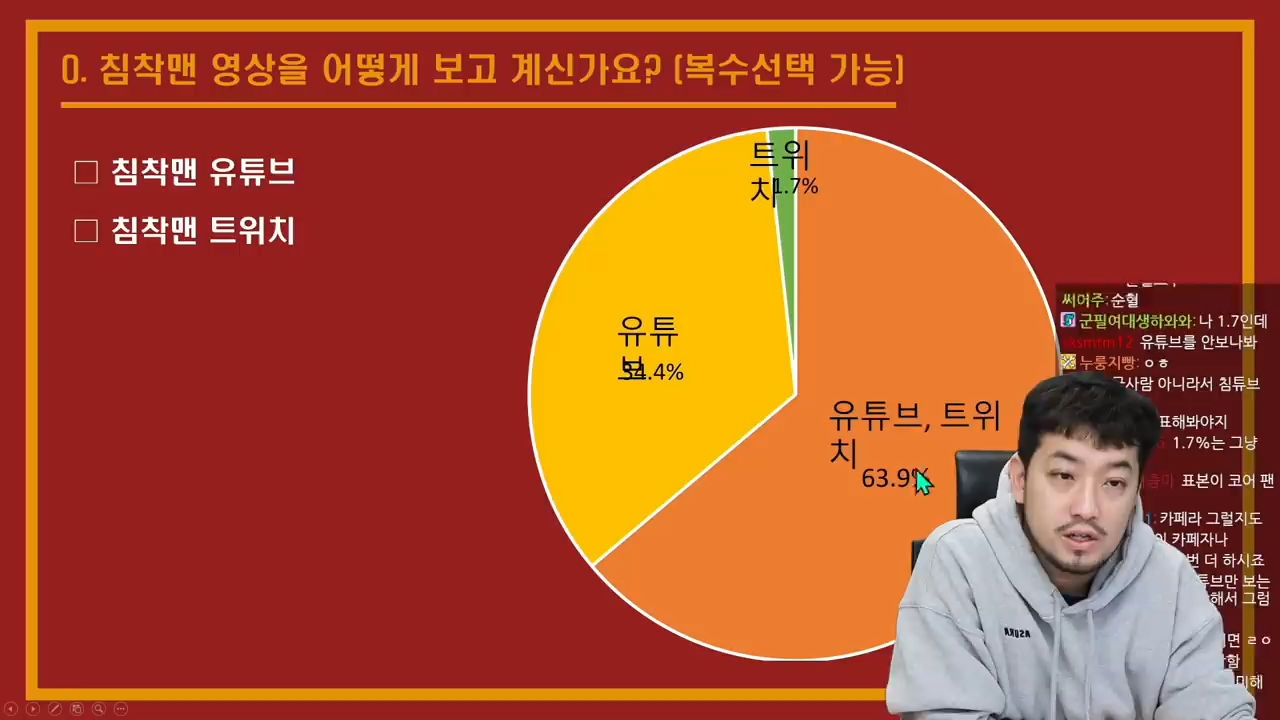 0. 침착맨 영상을 어떻게 보고 계신가요? (복수선택 가능)
□ 침착맨 유튜브
□ 침착맨 트위치
트위
치
1.7%
유튜
브
34.4%
유튜브, 트위
치
63.9%
써여주: 순혈
군필여대생하와와: 나 1.7인데
유튜브를 안보나봐
누룽지빵: ㅇㅎ
아니라서 침튜브
표해봐야지
1.7%는 그냥
표본이 코어 팬
카페라 그럴지도
카페자나
번 더 하시죠
보는
해서 그럼
ㄹㅇ
ASURA